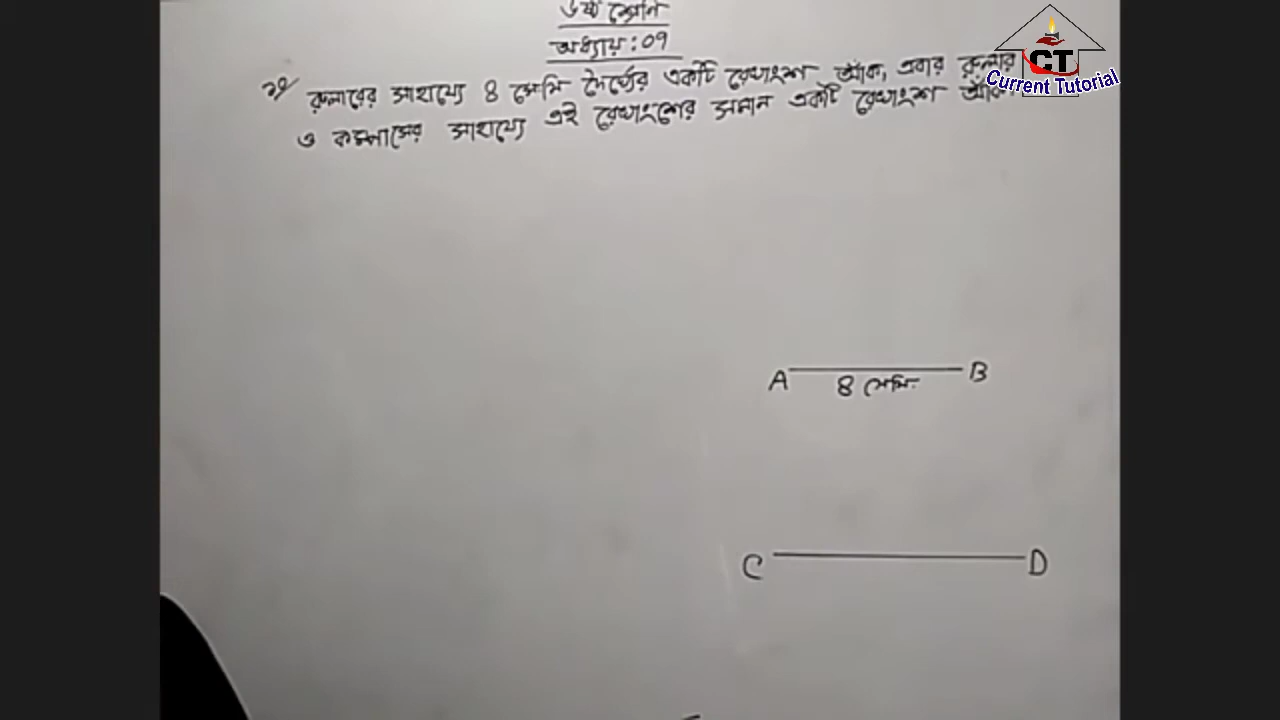 ৬ষ্ঠ শ্রেণি
অধ্যায় : ০৭
২৷ রুলারের সাহায্যে ৪ সেমি দৈর্ঘ্যের একটি রেখাংশ আঁক, এবার রুলার
ও কম্পাসের সাহায্যে এই রেখাংশের সমান একটি রেখাংশ আঁক।
CT
Current Tutorial
A
B
৪ সেমি.
C
D